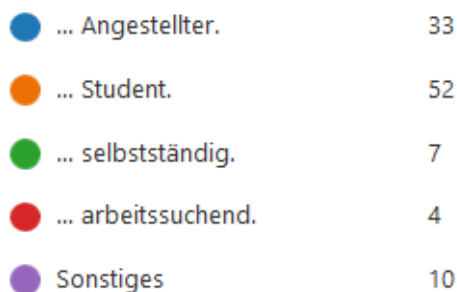 ... Angestellter. 33
... Student. 52
... selbstständig. 7
... arbeitssuchend. 4
Sonstiges 10